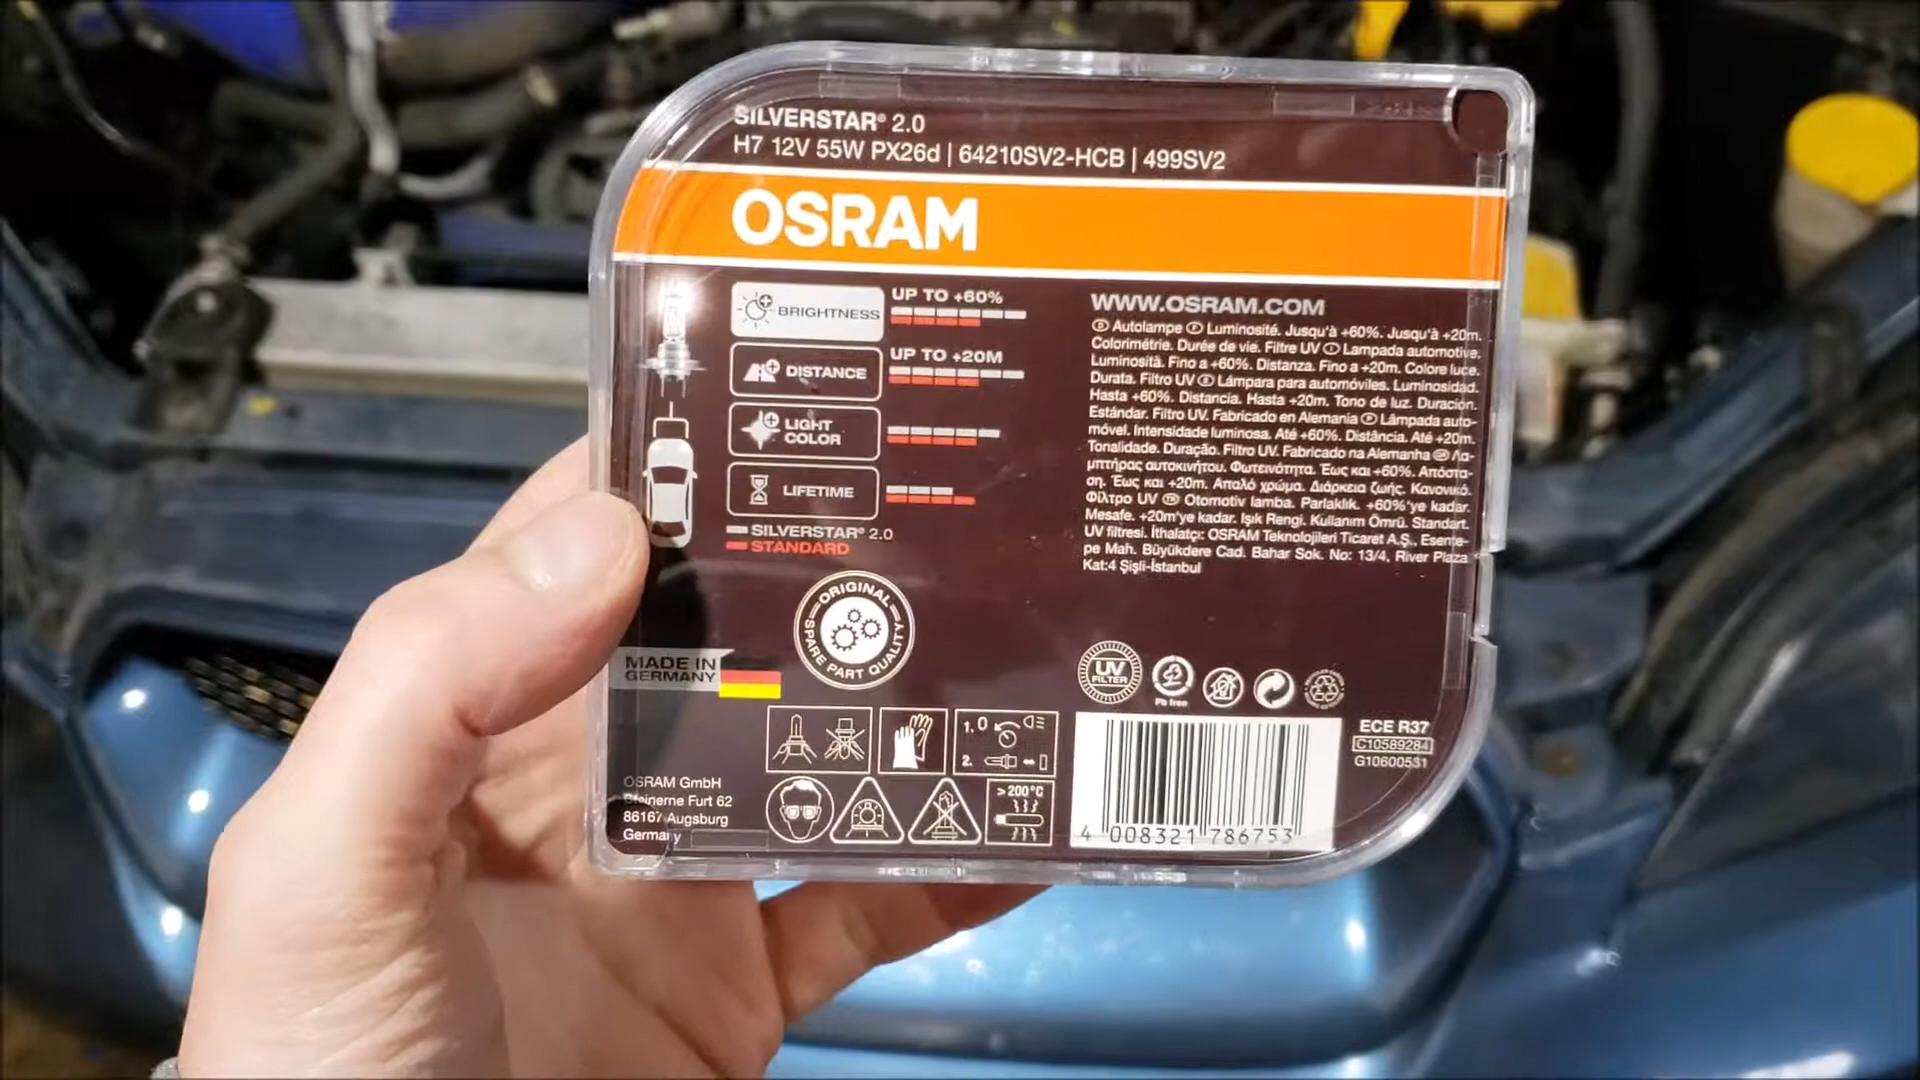 SILVERSTAR® 2.0
H7 12V 55W PX26d | 64210SV2-HCB | 499SV2
OSRAM
BRIGHTNESS
UP TO +60%
DISTANCE
UP TO +20M
LIGHT
COLOR
LIFETIME
SILVERSTAR® 2.0
STANDARD
WWW.OSRAM.COM
Ⓓ Autolampe Ⓕ Luminosité. Jusqu'à +60%. Jusqu'à +20m.
Colorimétrie. Durée de vie. Filtre UV Ⓘ Lampada automotive.
Luminosità. Fino a +60%. Distanza. Fino a +20m. Colore luce.
Durata. Filtro UV Ⓔ Lámpara para automóviles. Luminosidad.
Hasta +60%. Distancia. Hasta +20m. Tono de luz. Duración.
Estándar. Filtro UV. Fabricado en Alemania Ⓟ Lâmpada auto-
móvel. Intensidade luminosa. Até +60%. Distância. Até +20m.
Tonalidade. Duração. Filtro UV. Fabricado na Alemanha GR Λα-
μπτήρας αυτοκινήτου. Φωτεινότητα. Έως και +60%. Απόστα-
ση. Έως και +20m. Απαλό χρώμα. Διάρκεια ζωής. Κανονικό.
Φίλτρο UV TR Otomotiv lamba. Parlaklık. +60%'ye kadar.
Mesafe. +20m'ye kadar. Işık Rengi. Kullanım Ömrü. Standart.
UV filtresi. İthalatçı: OSRAM Teknolojileri Ticaret A.Ş., Esente-
pe Mah. Büyükdere Cad. Bahar Sok. No: 13/4, River Plaza
Kat:4 Şişli-İstanbul
ORIGINAL
SPARE PART QUALITY
MADE IN
GERMANY
UV
FILTER
Pb free
1. 0
2.
>200°C
OSRAM GmbH
Steinerne Furt 62
86167 Augsburg
Germany
4 008321 786753
ECE R37
C10589284
G10600531